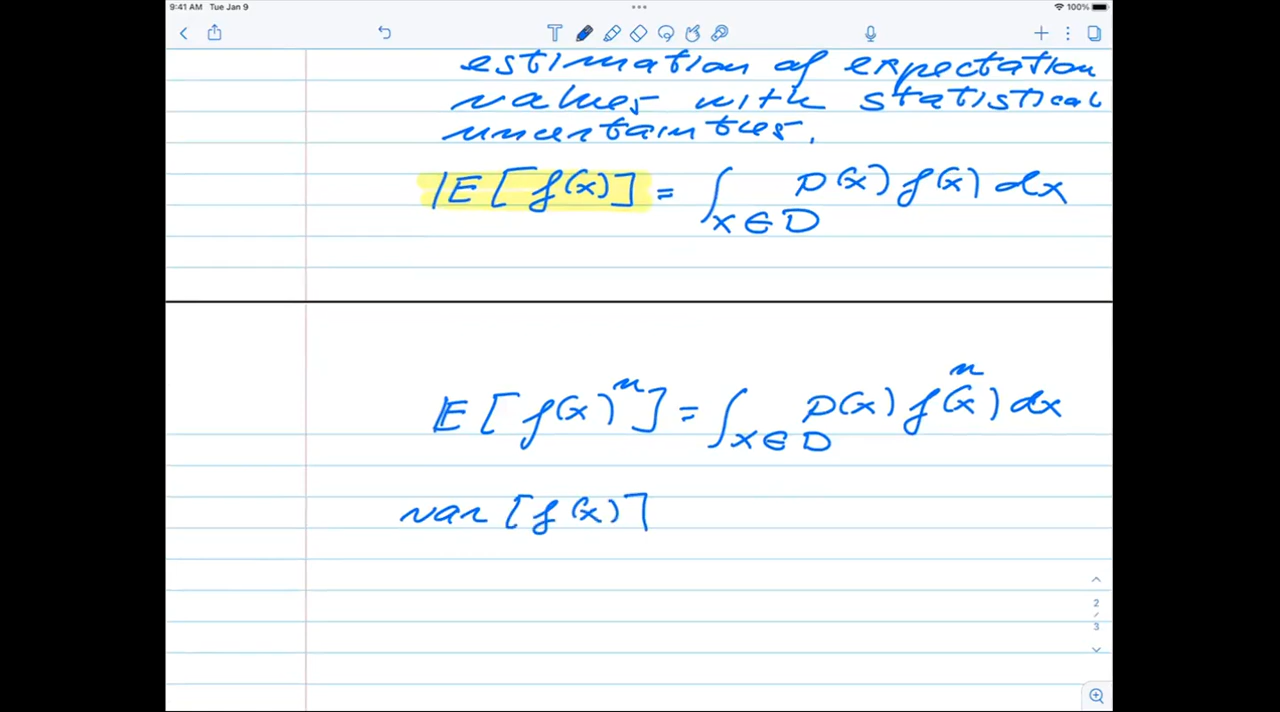 9:41 AM Tue Jan 9
100%
estimation of expectation
values with statistical
uncertainties.
𝔼[f(x)] = ∫_{x∈D} p(x) f(x) dx
𝔼[f(x)^n] = ∫_{x∈D} p(x) f^n(x) dx
var[f(x)]
2
/
3